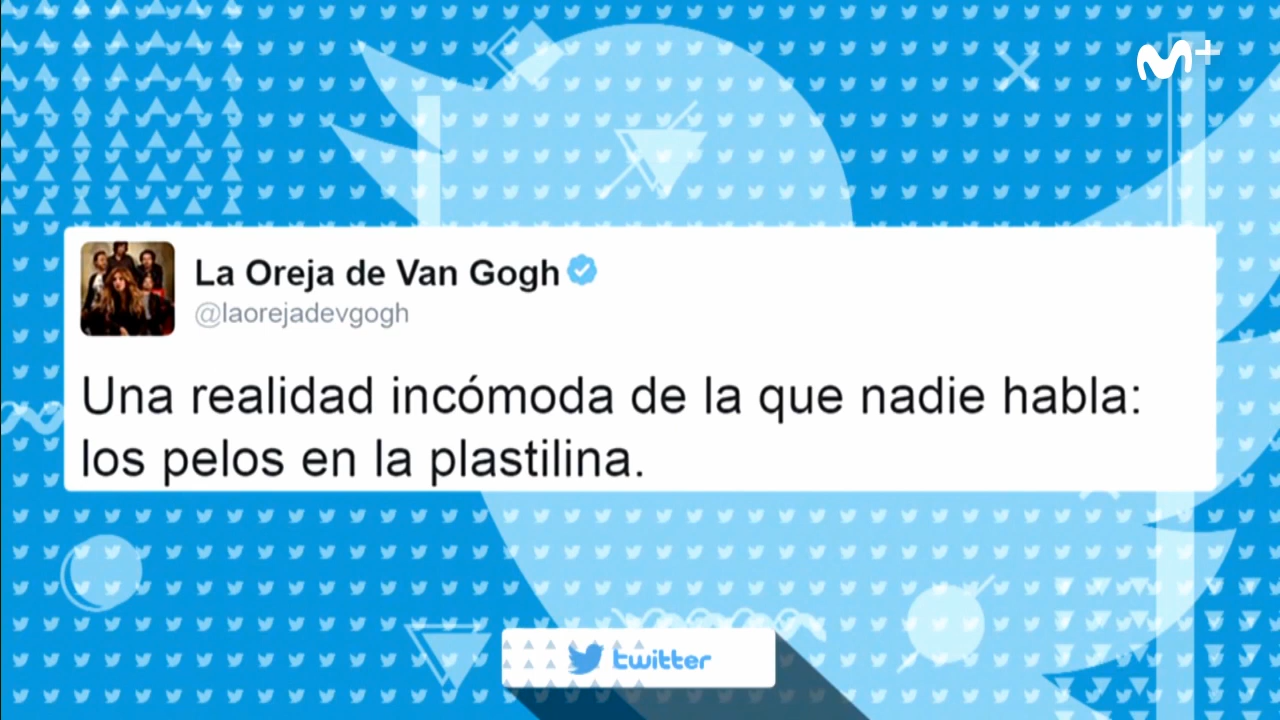 M+
La Oreja de Van Gogh
@laorejadevgogh
Una realidad incómoda de la que nadie habla:
los pelos en la plastilina.
twitter